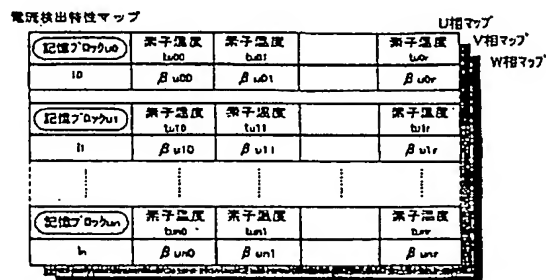 電流検出特性マップ
U相マップ
V相マップ
W相マップ
記憶ブロックu0 素子温度 tu00 素子温度 tu01 素子温度 tu0r
I0 βu00 βu01 βu0r
記憶ブロックu1 素子温度 tu10 素子温度 tu11 素子温度 tu1r
I1 βu10 βu11 βu1r
記憶ブロックun 素子温度 tun0 素子温度 tun1 素子温度 tunr
In βun0 βun1 βunr